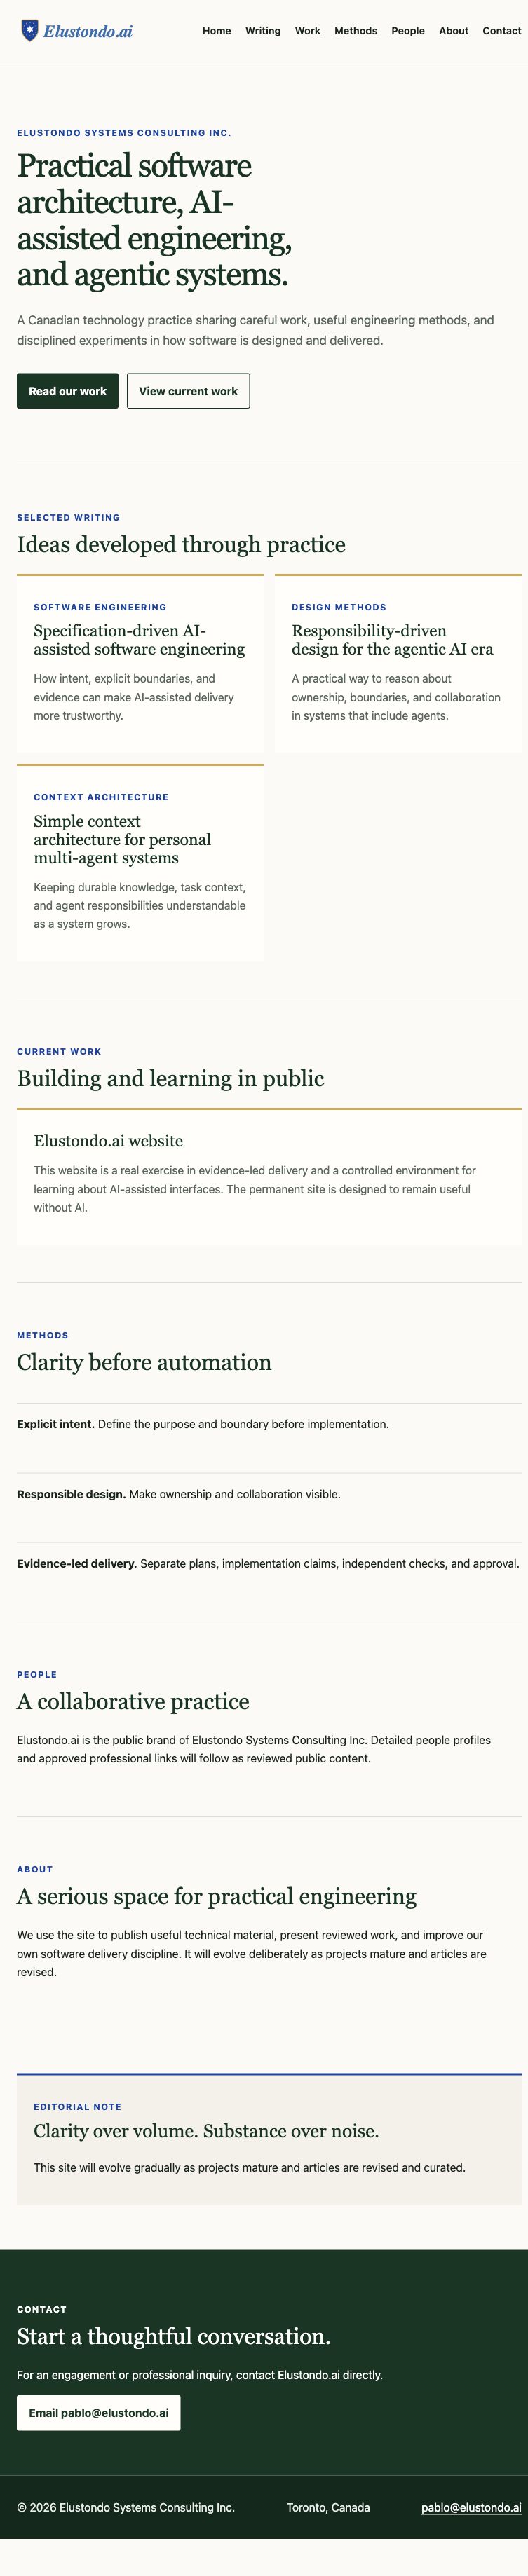 Elustondo.ai
Home Writing Work Methods People About Contact
ELUSTONDO SYSTEMS CONSULTING INC.
Practical software
architecture, AI-
assisted engineering,
and agentic systems.
A Canadian technology practice sharing careful work, useful engineering methods, and
disciplined experiments in how software is designed and delivered.
Read our work
View current work
SELECTED WRITING
Ideas developed through practice
SOFTWARE ENGINEERING
Specification-driven AI-
assisted software engineering
How intent, explicit boundaries, and
evidence can make AI-assisted delivery
more trustworthy.
DESIGN METHODS
Responsibility-driven
design for the agentic AI era
A practical way to reason about
ownership, boundaries, and collaboration
in systems that include agents.
CONTEXT ARCHITECTURE
Simple context
architecture for personal
multi-agent systems
Keeping durable knowledge, task context,
and agent responsibilities understandable
as a system grows.
CURRENT WORK
Building and learning in public
Elustondo.ai website
This website is a real exercise in evidence-led delivery and a controlled environment for
learning about AI-assisted interfaces. The permanent site is designed to remain useful
without AI.
METHODS
Clarity before automation
Explicit intent. Define the purpose and boundary before implementation.
Responsible design. Make ownership and collaboration visible.
Evidence-led delivery. Separate plans, implementation claims, independent checks, and approval.
PEOPLE
A collaborative practice
Elustondo.ai is the public brand of Elustondo Systems Consulting Inc. Detailed people profiles
and approved professional links will follow as reviewed public content.
ABOUT
A serious space for practical engineering
We use the site to publish useful technical material, present reviewed work, and improve our
own software delivery discipline. It will evolve deliberately as projects mature and articles are
revised.
EDITORIAL NOTE
Clarity over volume. Substance over noise.
This site will evolve gradually as projects mature and articles are revised and curated.
CONTACT
Start a thoughtful conversation.
For an engagement or professional inquiry, contact Elustondo.ai directly.
Email pablo@elustondo.ai
© 2026 Elustondo Systems Consulting Inc.
Toronto, Canada
pablo@elustondo.ai